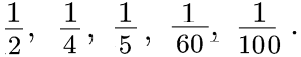 1/2, 1/4, 1/5, 1/60, 1/100.